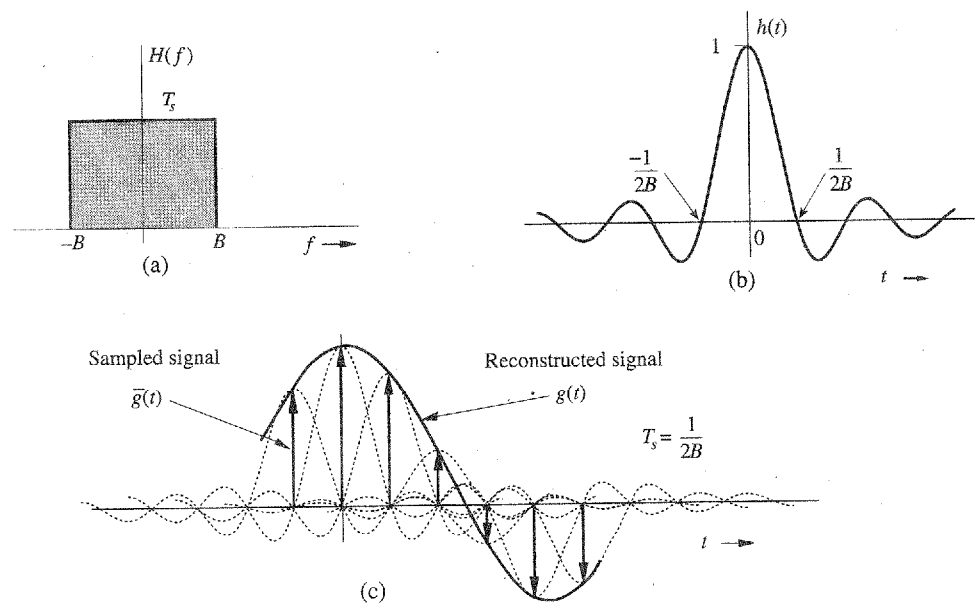 H(f)
T_s
-B
B
f
(a)
h(t)
1
-1/2B
1/2B
0
t
(b)
Sampled signal
g̅(t)
Reconstructed signal
g(t)
T_s = 1/2B
t
(c)